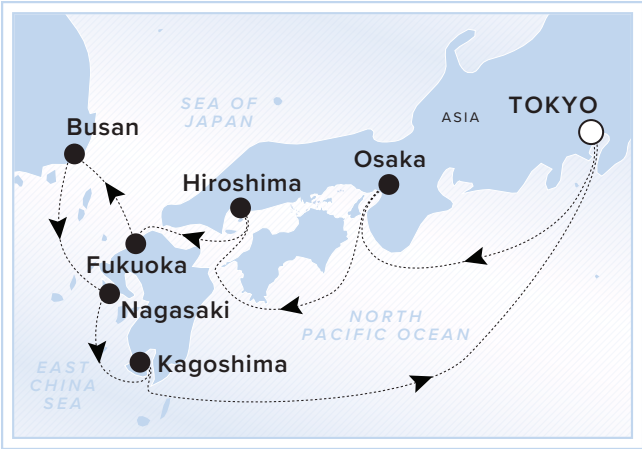 SEA OF
JAPAN
ASIA
TOKYO
Busan
Osaka
Hiroshima
Fukuoka
Nagasaki
NORTH
PACIFIC OCEAN
Kagoshima
EAST
CHINA
SEA